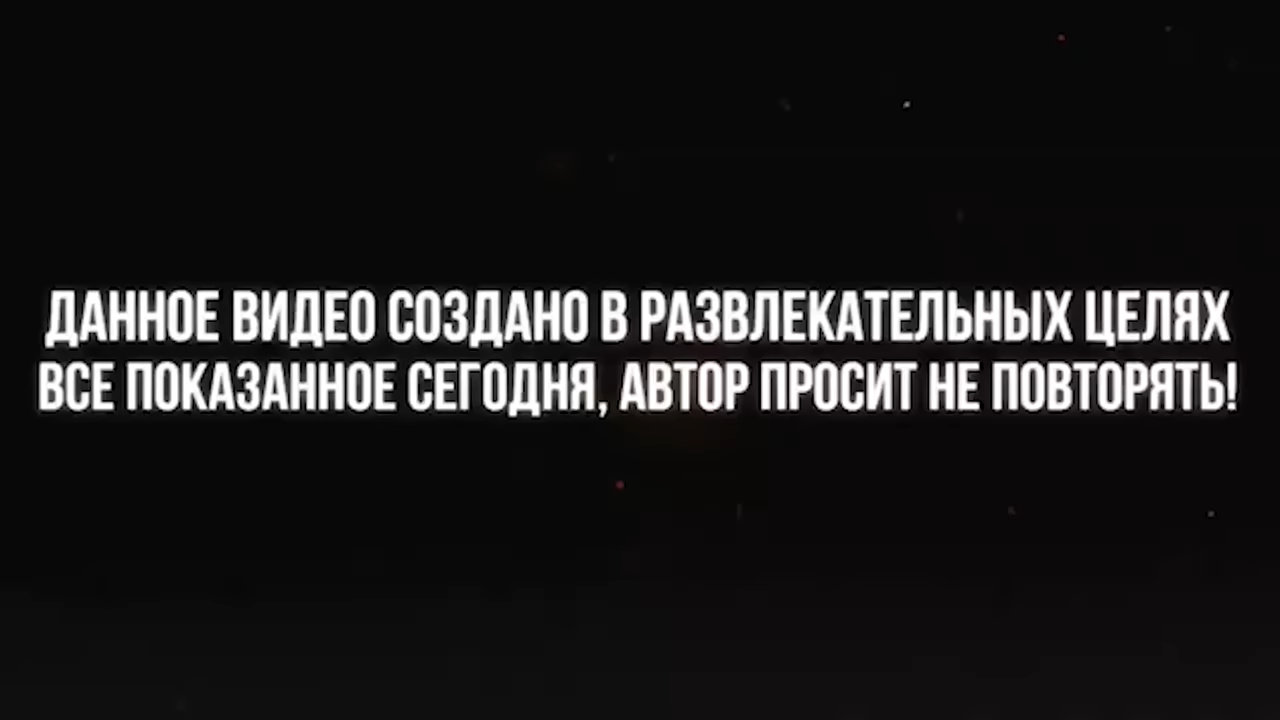 ДАННОЕ ВИДЕО СОЗДАНО В РАЗВЛЕКАТЕЛЬНЫХ ЦЕЛЯХ
ВСЕ ПОКАЗАННОЕ СЕГОДНЯ, АВТОР ПРОСИТ НЕ ПОВТОРЯТЬ!